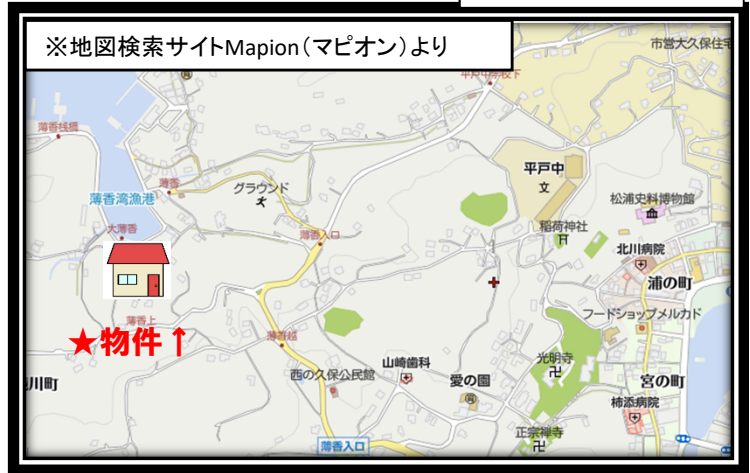 ※地図検索サイトMapion（マピオン）より
市営大久保住宅
平戸中学校下
薄香桟橋
平戸中
文
薄香
グラウンド
薄香湾漁港
松浦史料博物館
大薄香
稲荷神社
薄香入口
北川病院
浦の町
フードショップメルカド
薄香上
★物件↑
薄香越
山崎歯科
光明寺
川町
西の久保公民館
愛の園
宮の町
柿添病院
正宗禅寺
薄香入口